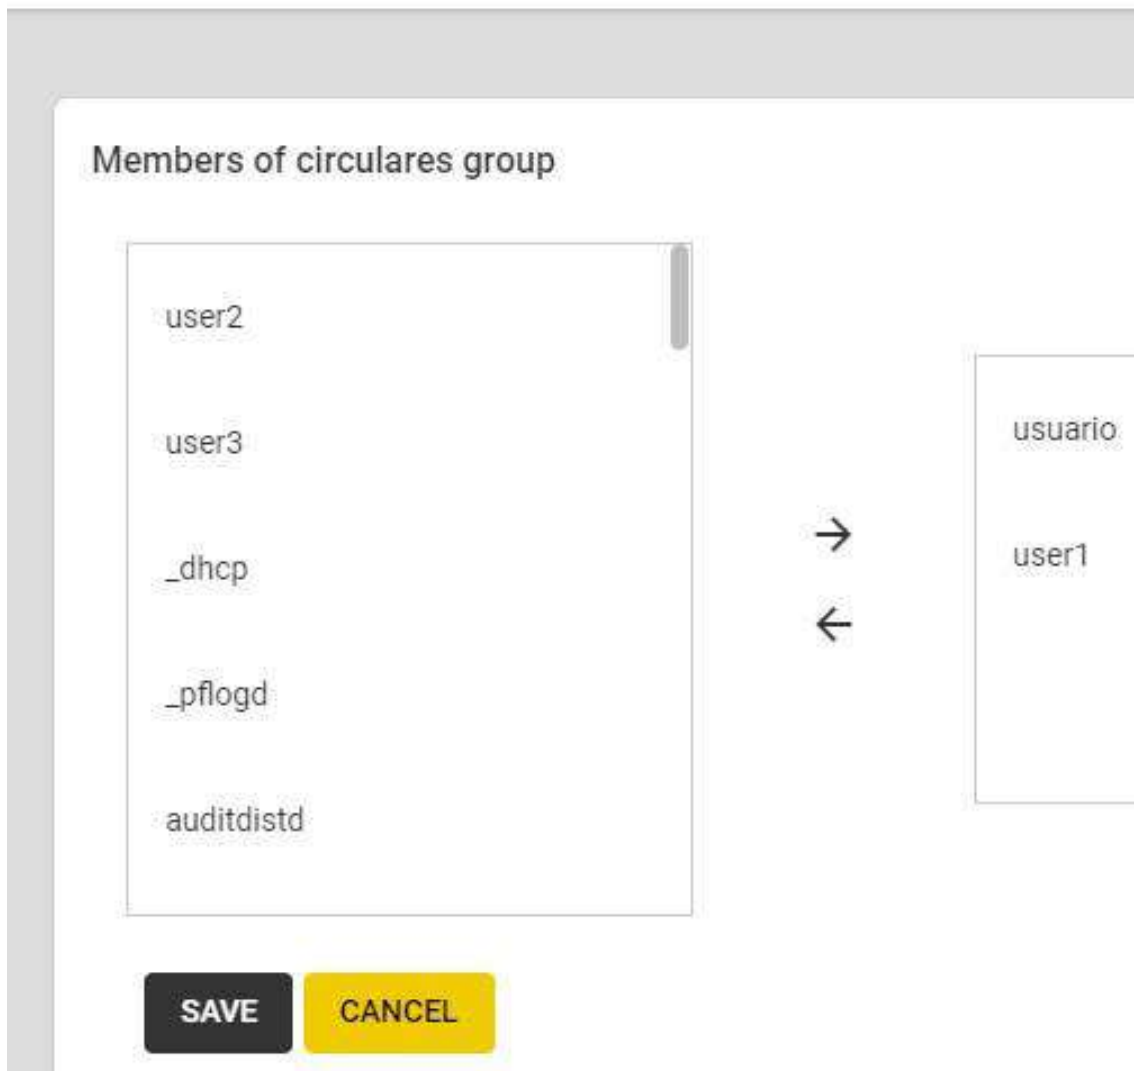 Members of circulares group
user2
user3
_dhcp
_pflogd
auditdistd
usuario
user1
SAVE
CANCEL